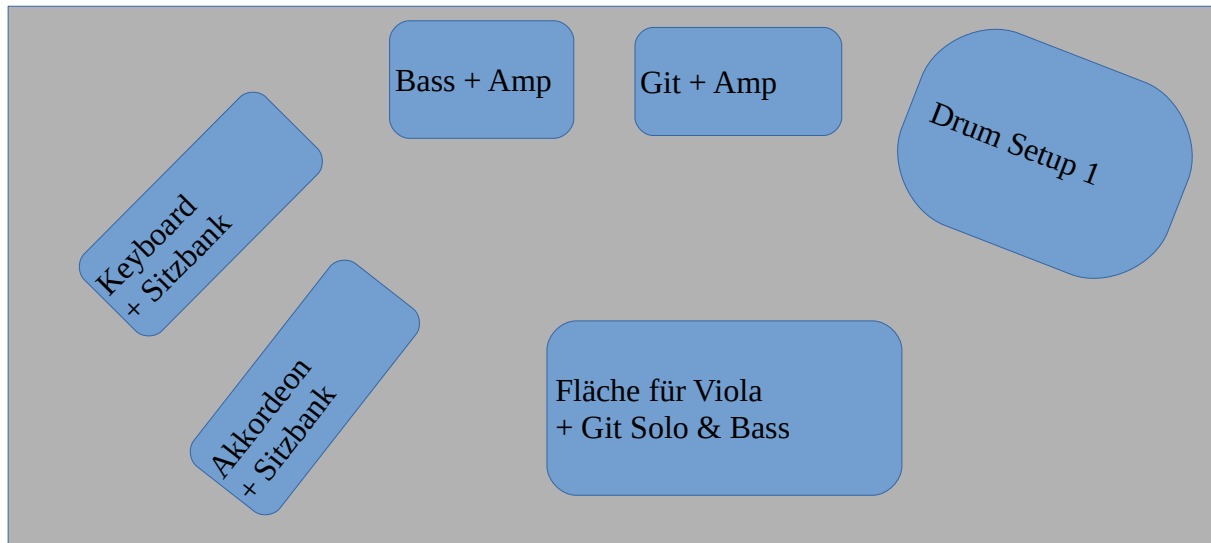 Bass + Amp
Git + Amp
Drum Setup 1
Keyboard
+ Sitzbank
Akkordeon
+ Sitzbank
Fläche für Viola
+ Git Solo & Bass